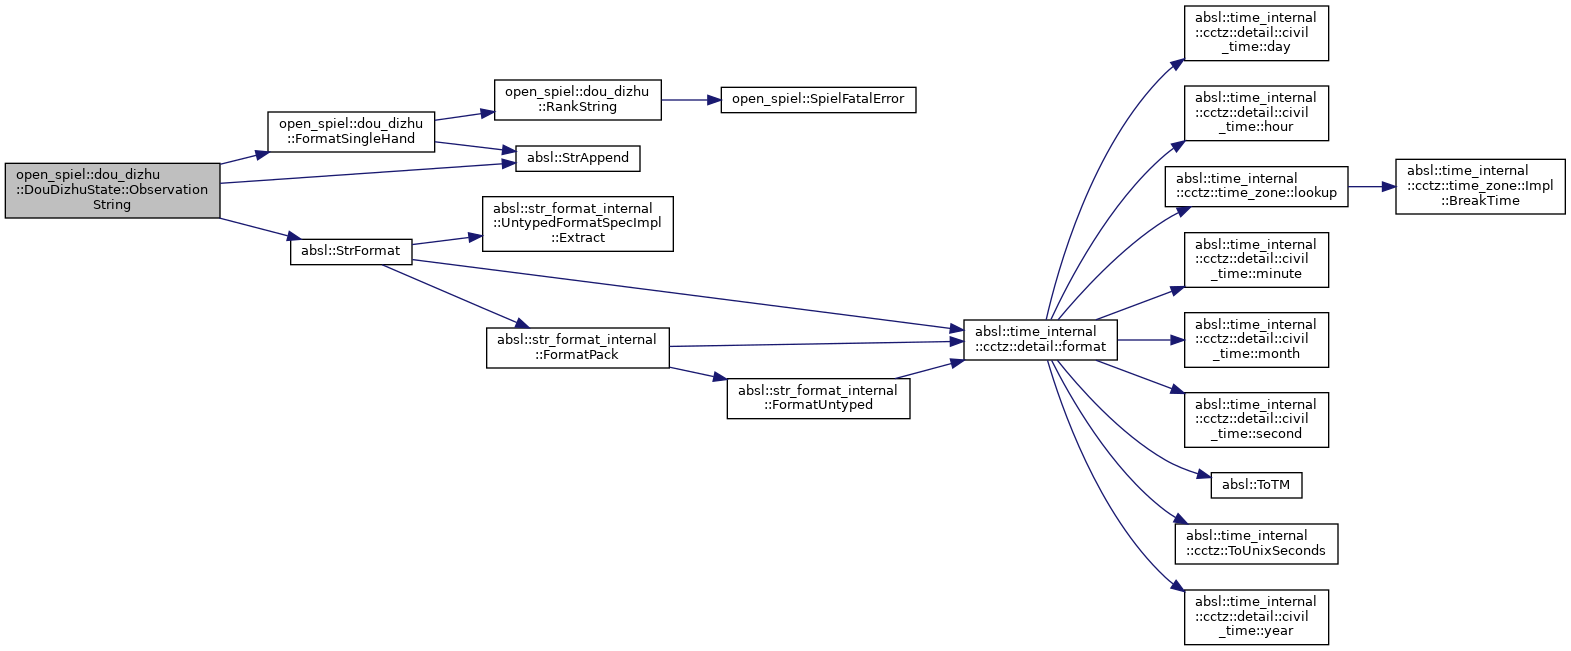 open_spiel::dou_dizhu
::DouDizhuState::Observation
String
open_spiel::dou_dizhu
::FormatSingleHand
open_spiel::dou_dizhu
::RankString
open_spiel::SpielFatalError
absl::StrAppend
absl::StrFormat
absl::str_format_internal
::UntypedFormatSpecImpl
::Extract
absl::str_format_internal
::FormatPack
absl::str_format_internal
::FormatUntyped
absl::time_internal
::cctz::detail::format
absl::time_internal
::cctz::detail::civil
_time::day
absl::time_internal
::cctz::detail::civil
_time::hour
absl::time_internal
::cctz::time_zone::lookup
absl::time_internal
::cctz::time_zone::Impl
::BreakTime
absl::time_internal
::cctz::detail::civil
_time::minute
absl::time_internal
::cctz::detail::civil
_time::month
absl::time_internal
::cctz::detail::civil
_time::second
absl::ToTM
absl::time_internal
::cctz::ToUnixSeconds
absl::time_internal
::cctz::detail::civil
_time::year